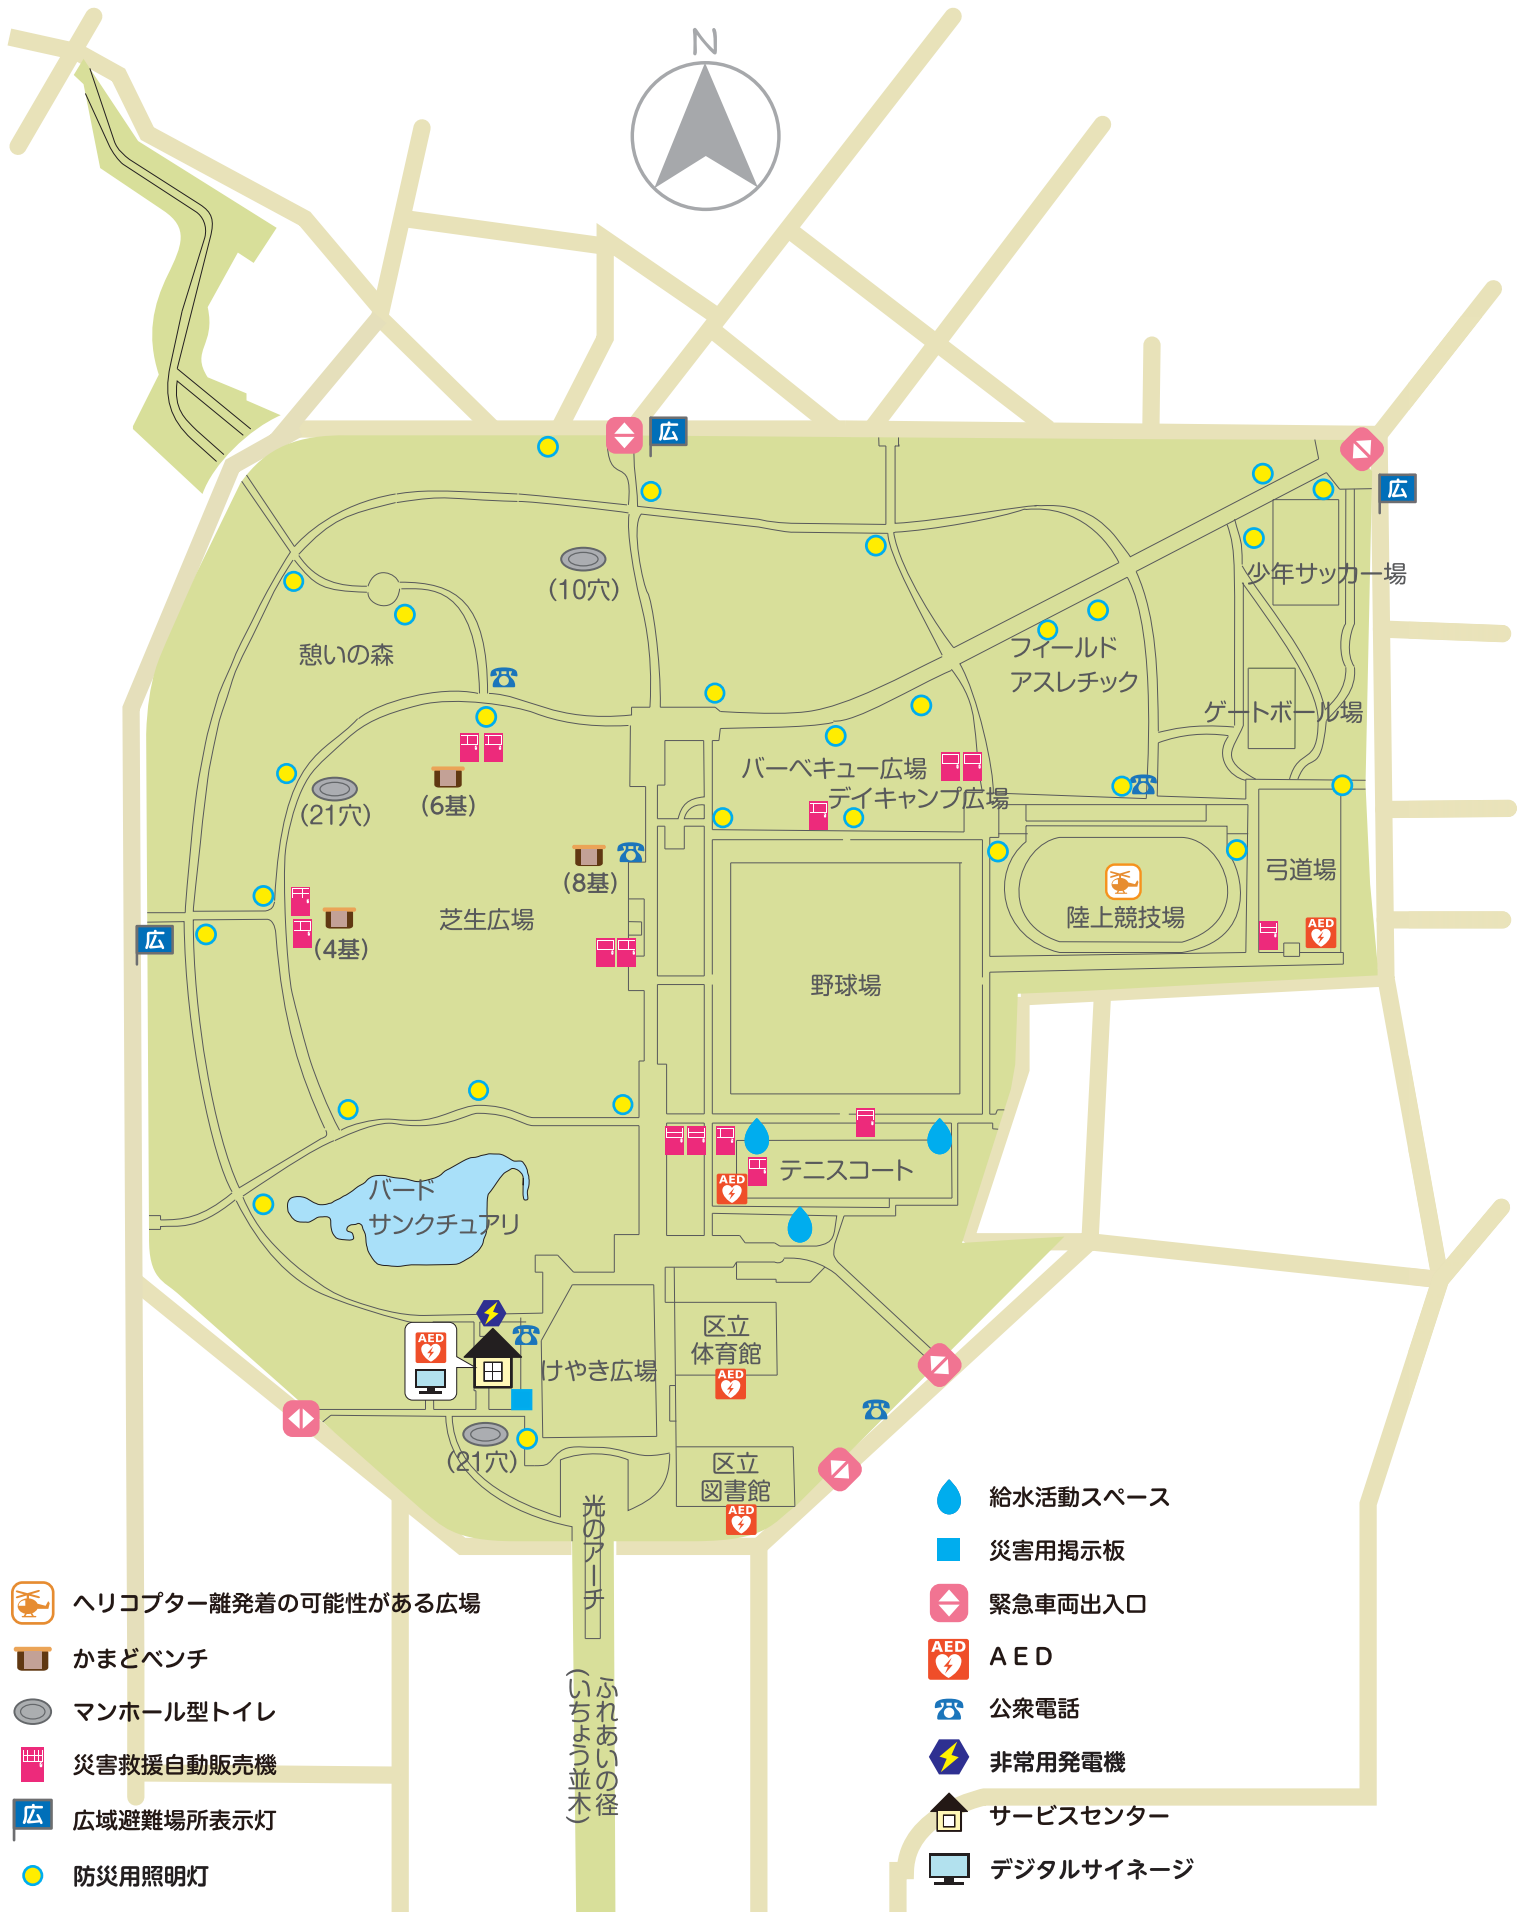 N
広
広
(10穴)
少年サッカー場
憩いの森
フィールド
アスレチック
ゲートボール場
バーベキュー広場
デイキャンプ広場
(21穴)
(6基)
(8基)
弓道場
陸上競技場
芝生広場
AED
広
(4基)
野球場
テニスコート
AED
バード
サンクチュアリ
区立
体育館
AED
けやき広場
AED
(21穴)
区立
図書館
AED
光のアーチ
ふれあいの径
(いちょう並木)
ヘリコプター離発着の可能性がある広場
かまどベンチ
マンホール型トイレ
災害救援自動販売機
広
広域避難場所表示灯
防災用照明灯
給水活動スペース
災害用掲示板
緊急車両出入口
AED
ＡＥＤ
公衆電話
非常用発電機
サービスセンター
デジタルサイネージ